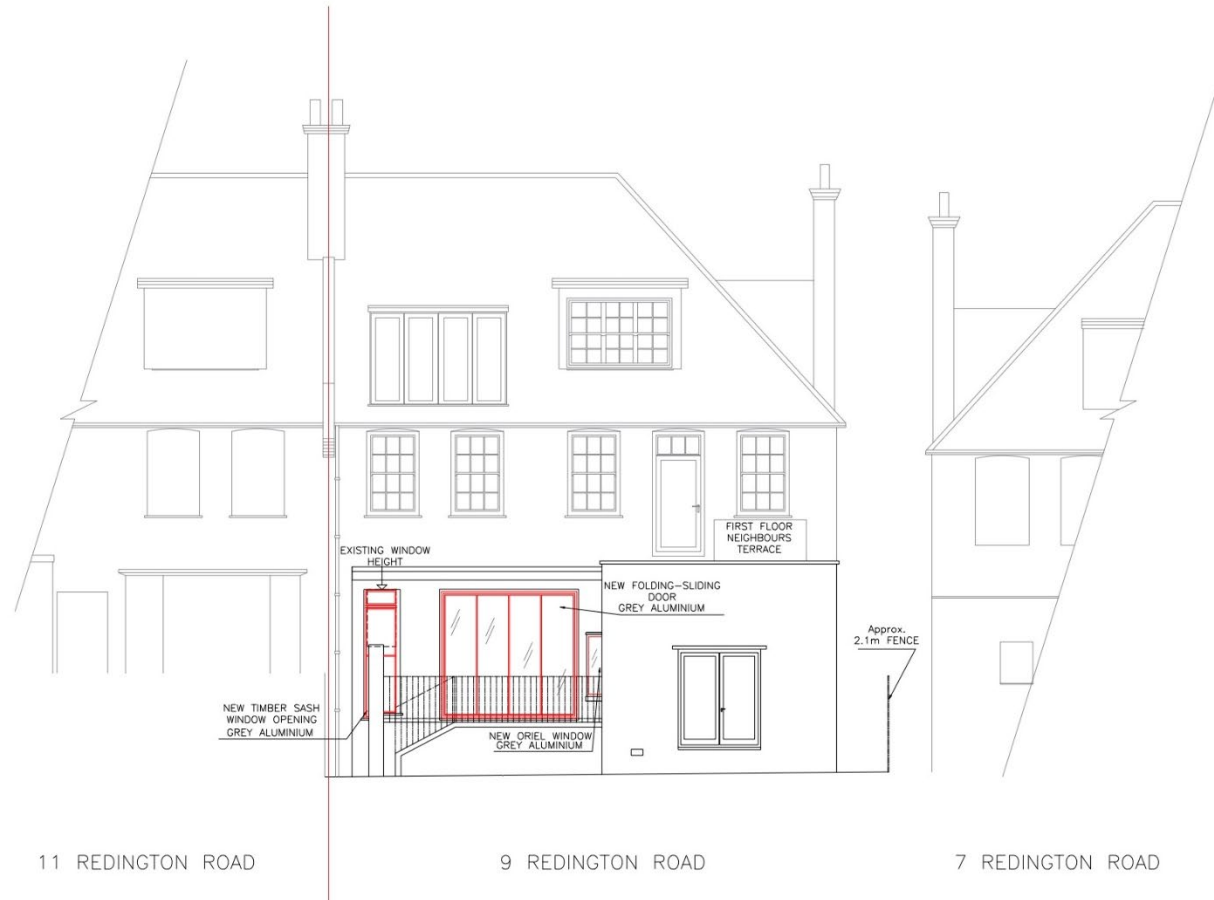 FIRST FLOOR
NEIGHBOURS
TERRACE
EXISTING WINDOW
HEIGHT
NEW FOLDING-SLIDING
DOOR
GREY ALUMINIUM
Approx.
2.1m FENCE
NEW TIMBER SASH
WINDOW OPENING
GREY ALUMINIUM
NEW ORIEL WINDOW
GREY ALUMINIUM
11 REDINGTON ROAD
9 REDINGTON ROAD
7 REDINGTON ROAD